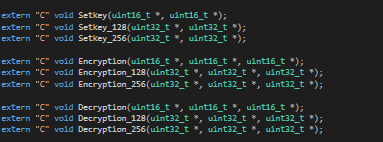 extern "C" void Setkey(uint16_t *, uint16_t *);
extern "C" void Setkey_128(uint32_t *, uint32_t *);
extern "C" void Setkey_256(uint32_t *, uint32_t *);
extern "C" void Encryption(uint16_t *, uint16_t *, uint16_t *);
extern "C" void Encryption_128(uint32_t *, uint32_t *, uint32_t *);
extern "C" void Encryption_256(uint32_t *, uint32_t *, uint32_t *);
extern "C" void Decryption(uint16_t *, uint16_t *, uint16_t *);
extern "C" void Decryption_128(uint32_t *, uint32_t *, uint32_t *);
extern "C" void Decryption_256(uint32_t *, uint32_t *, uint32_t *);